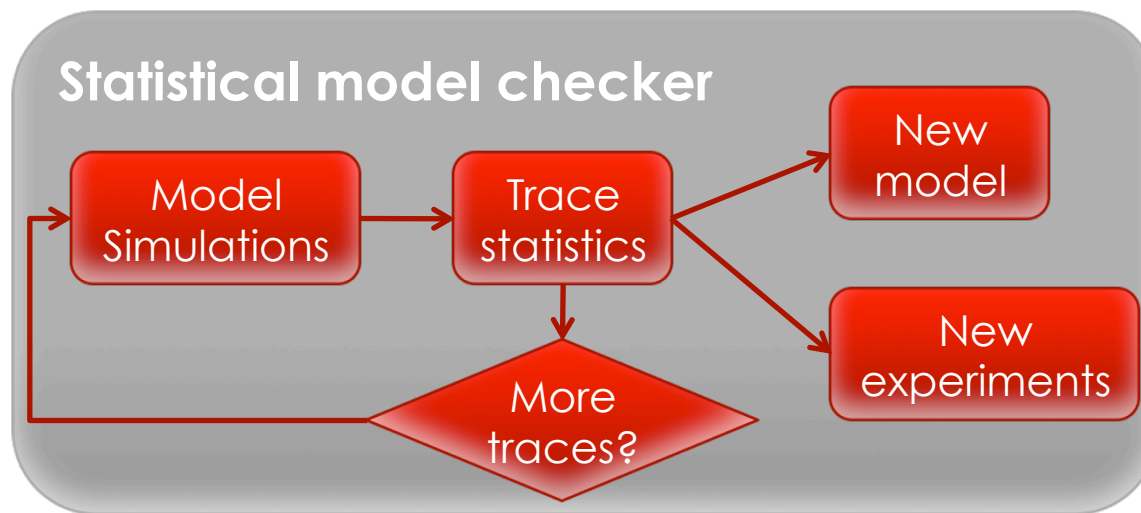 Statistical model checker
Model
Simulations
Trace
statistics
New
model
New
experiments
More
traces?